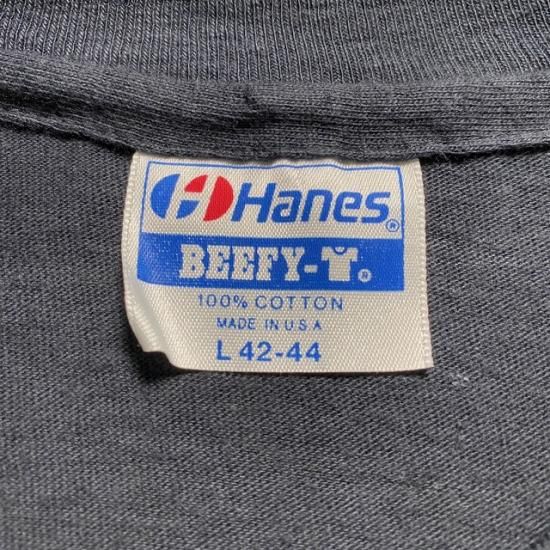 Hanes®
BEEFY-T®
100% COTTON
MADE IN U.S.A
L 42-44